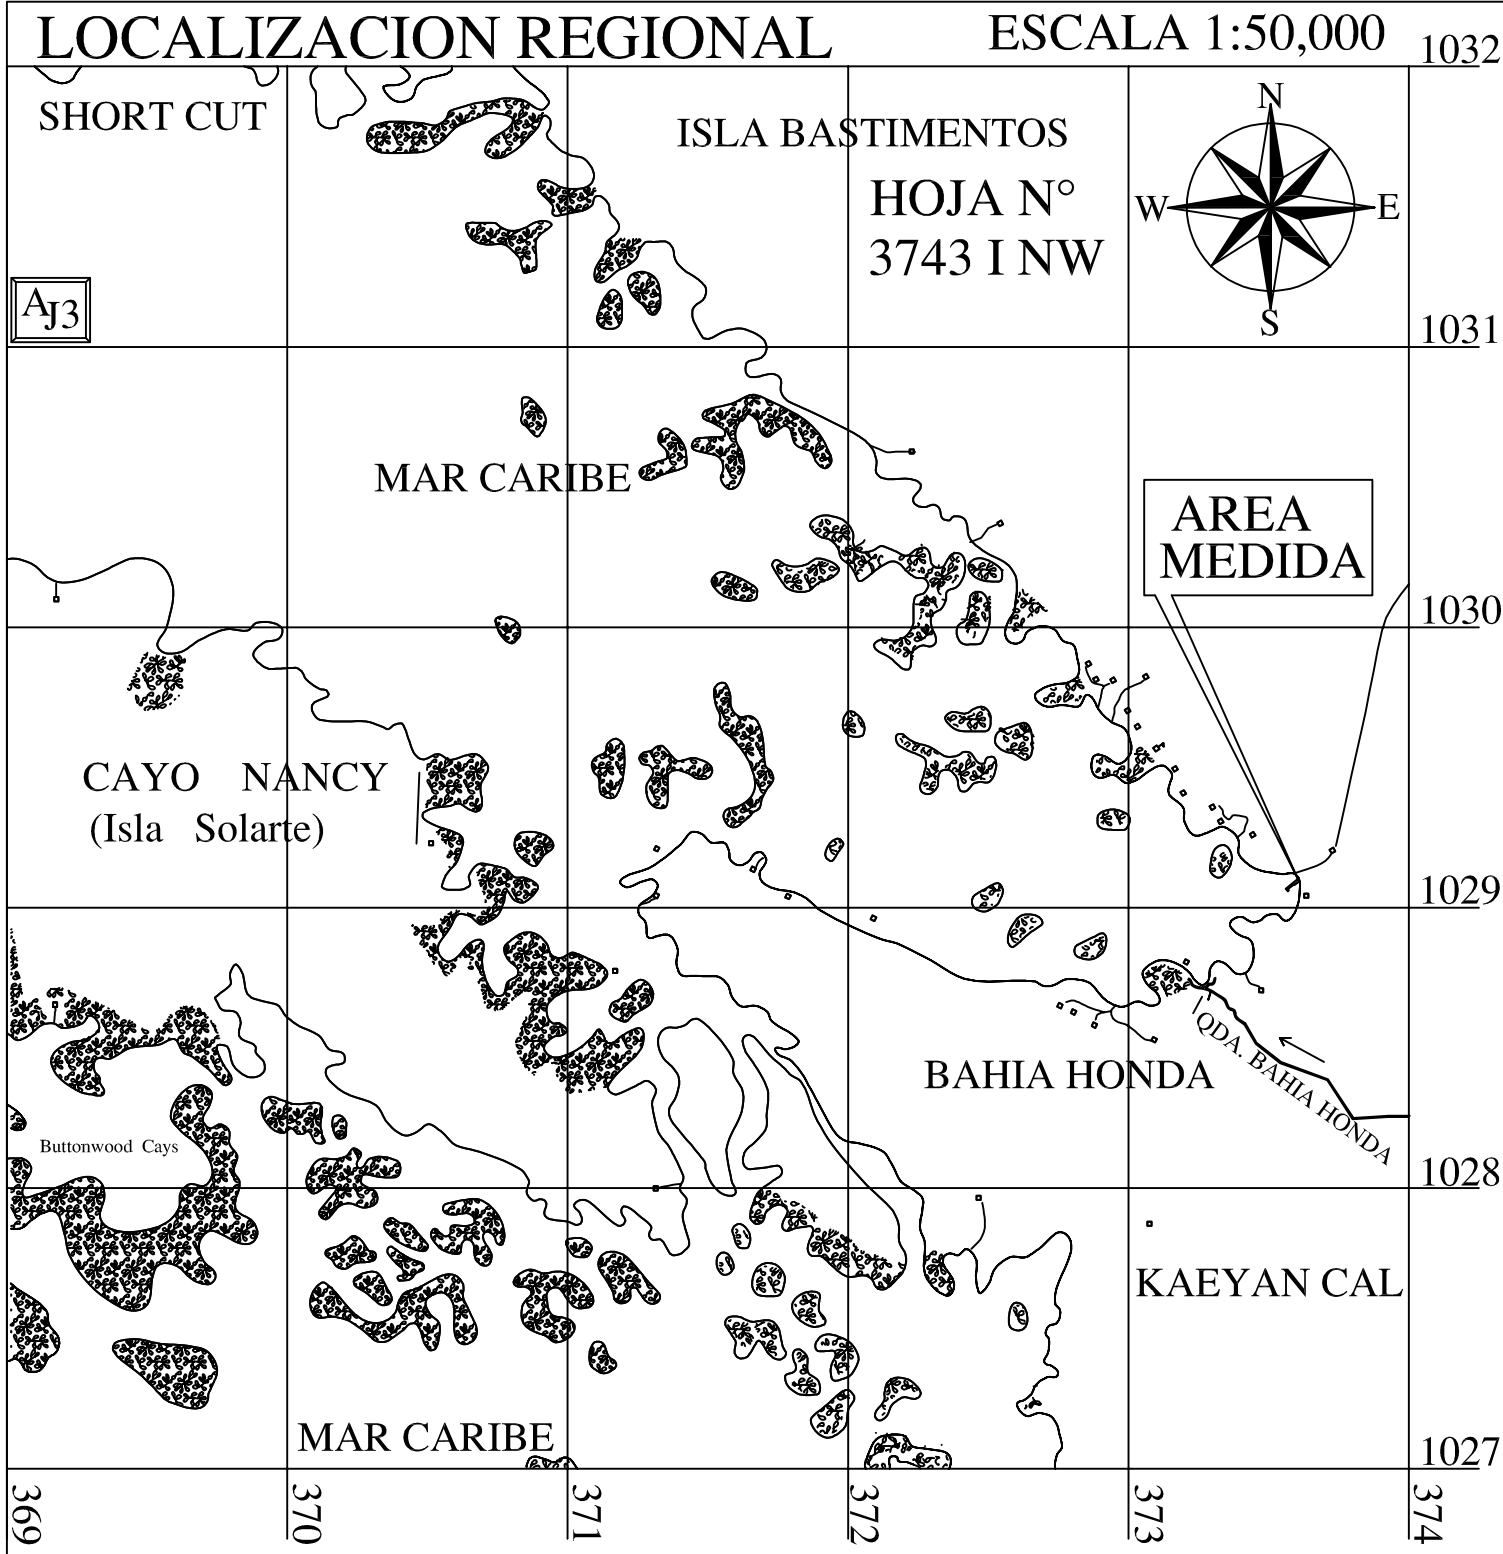 LOCALIZACION REGIONAL
ESCALA 1:50,000
1032
SHORT CUT
ISLA BASTIMENTOS
N
HOJA N°
3743 I NW
W
E
S
AJ3
1031
MAR CARIBE
AREA
MEDIDA
1030
CAYO NANCY
(Isla Solarte)
1029
BAHIA HONDA
QDA. BAHIA HONDA
Buttonwood Cays
1028
KAEYAN CAL
MAR CARIBE
1027
369
370
371
372
373
374